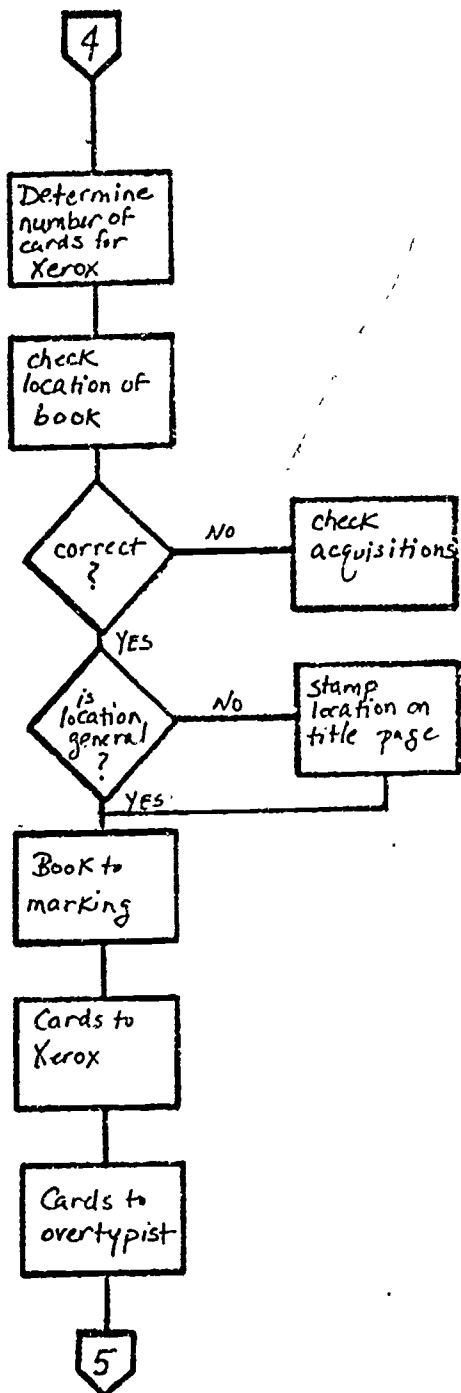 4
Determine
number of
cards for
Xerox
check
location of
book
correct
?
NO
check
acquisitions
YES
is
location
general
?
NO
stamp
location on
title page
YES
Book to
marking
Cards to
Xerox
Cards to
overtypist
5